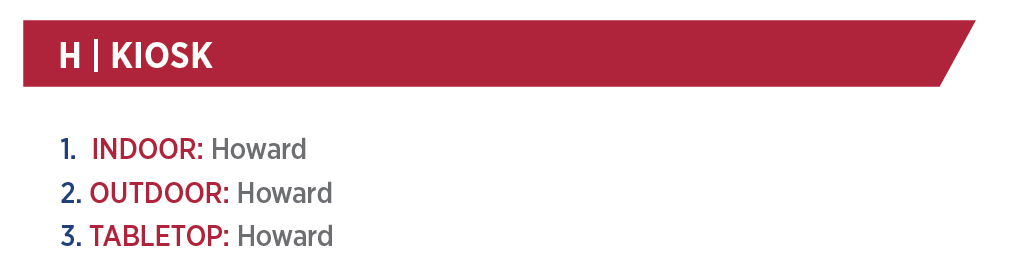 H | KIOSK
1. INDOOR: Howard
2. OUTDOOR: Howard
3. TABLETOP: Howard